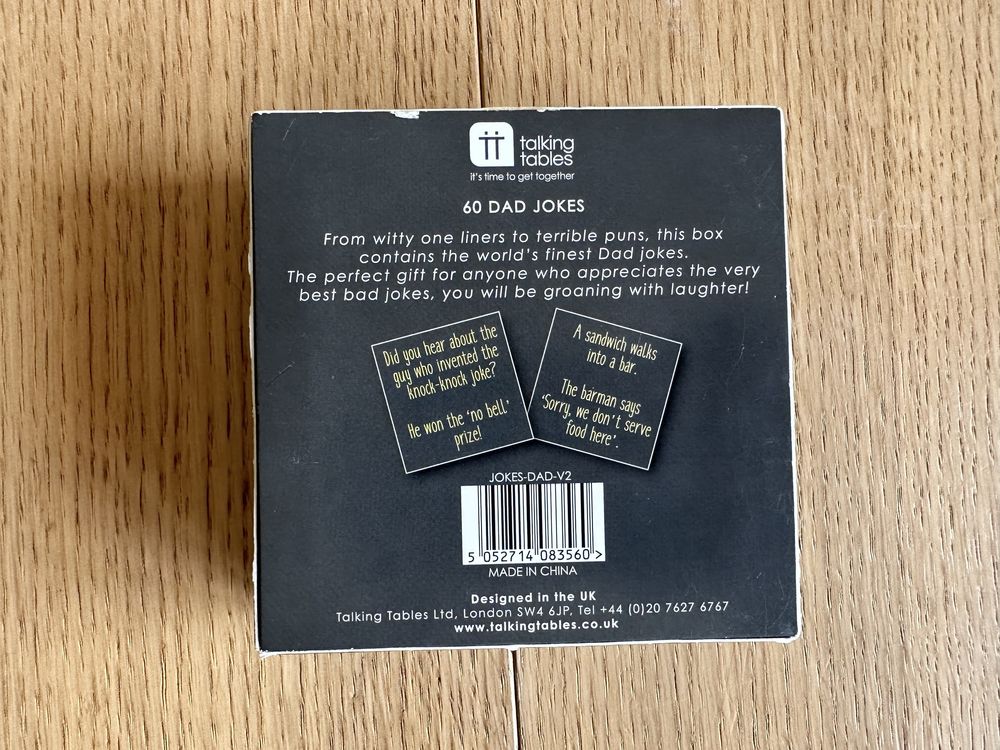 talking
tables
it's time to get together
60 DAD JOKES
From witty one liners to terrible puns, this box
contains the world's finest Dad jokes.
The perfect gift for anyone who appreciates the very
best bad jokes, you will be groaning with laughter!
Did you hear about the
guy who invented the
knock-knock joke?
He won the 'no bell'
prize!
A sandwich walks
into a bar.
The barman says
'Sorry, we don't serve
food here'.
JOKES-DAD-V2
5 052714 083560 >
MADE IN CHINA
Designed in the UK
Talking Tables Ltd, London SW4 6JP, Tel +44 (0)20 7627 6767
www.talkingtables.co.uk